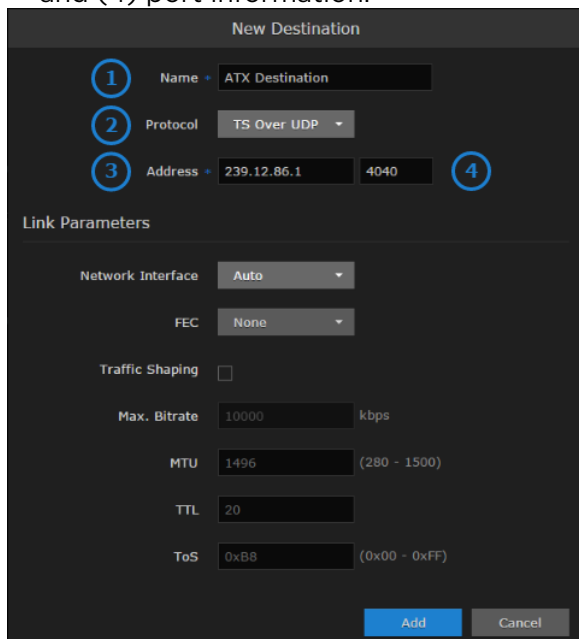 and (4) port information.
New Destination
1 Name * ATX Destination
2 Protocol TS Over UDP
3 Address * 239.12.86.1 4040 4
Link Parameters
Network Interface Auto
FEC None
Traffic Shaping
Max. Bitrate 10000 kbps
MTU 1496 (280 - 1500)
TTL 20
ToS 0xB8 (0x00 - 0xFF)
Add Cancel